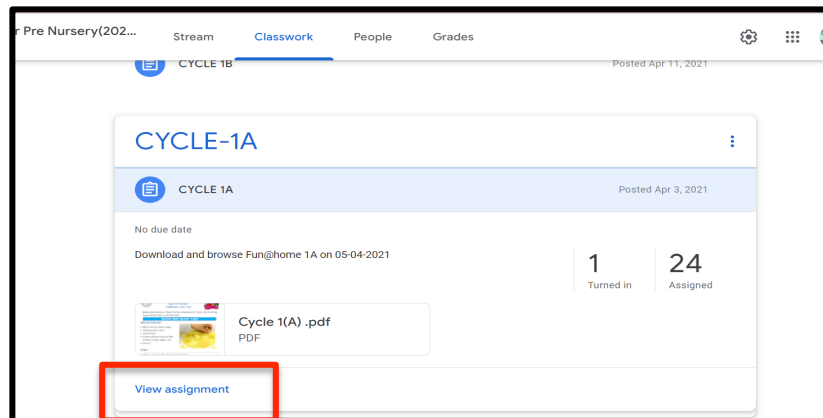 r Pre Nursery(202... Stream Classwork People Grades
CYCLE 1B Posted Apr 11, 2021
CYCLE-1A
CYCLE 1A Posted Apr 3, 2021
No due date
Download and browse Fun@home 1A on 05-04-2021
1 24
Turned in Assigned
Cycle 1(A) .pdf
PDF
View assignment